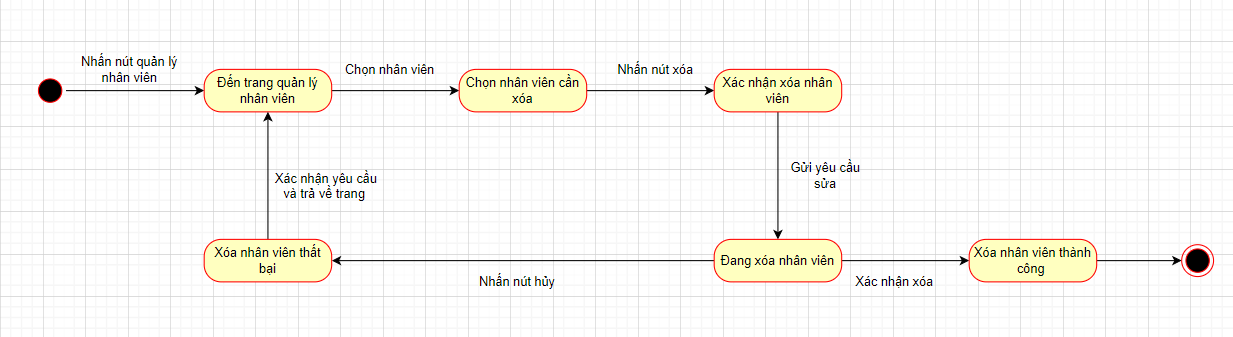 Nhấn nút quản lý
nhân viên
Đến trang quản lý
nhân viên
Chọn nhân viên
Chọn nhân viên cần
xóa
Nhấn nút xóa
Xác nhận xóa nhân
viên
Xác nhận yêu cầu
và trả về trang
Gửi yêu cầu
sửa
Xóa nhân viên thất
bại
Nhấn nút hủy
Đang xóa nhân viên
Xác nhận xóa
Xóa nhân viên thành
công